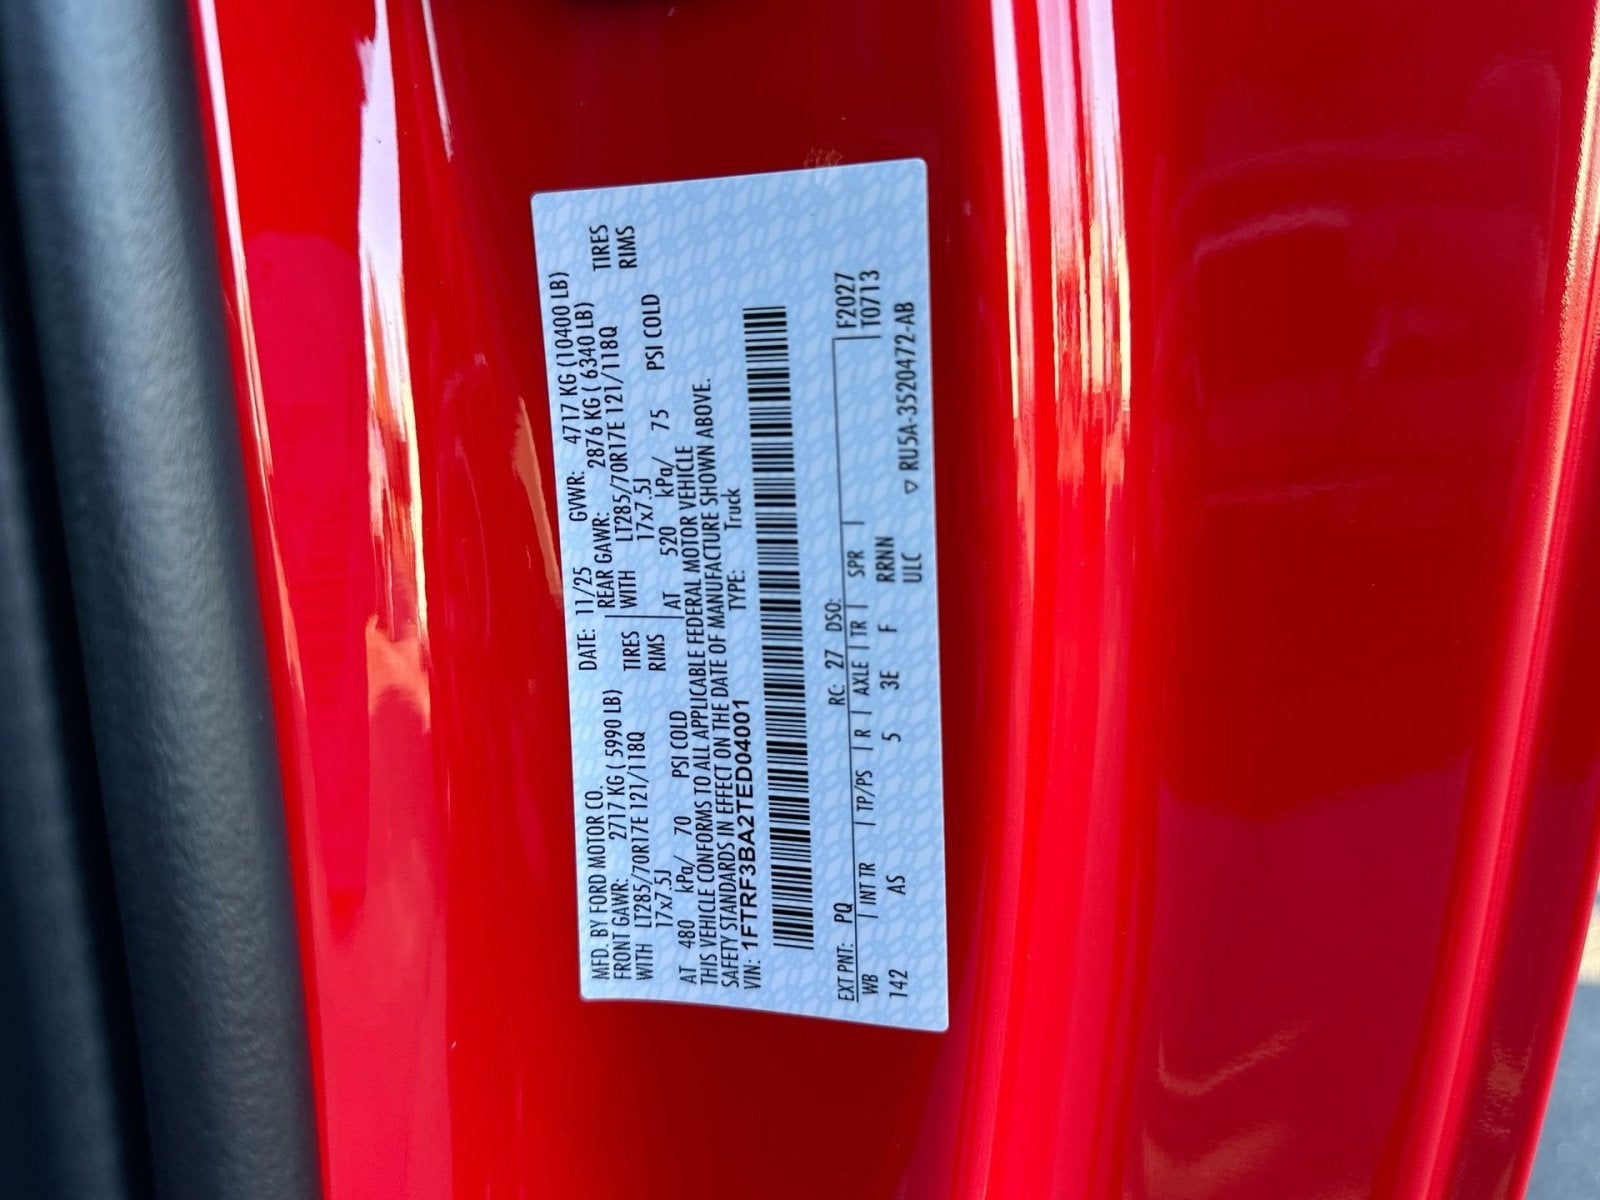 MFD. BY FORD MOTOR CO. DATE: 11/25 GVWR: 4717 KG (10400 LB)
FRONT GAWR: 2717 KG ( 5990 LB) REAR GAWR: 2876 KG ( 6340 LB)
WITH LT285/70R17E 121/118Q TIRES WITH LT285/70R17E 121/118Q TIRES
17x7.5J RIMS 17x7.5J RIMS
AT 480 kPa/ 70 PSI COLD AT 520 kPa/ 75 PSI COLD
THIS VEHICLE CONFORMS TO ALL APPLICABLE FEDERAL MOTOR VEHICLE
SAFETY STANDARDS IN EFFECT ON THE DATE OF MANUFACTURE SHOWN ABOVE.
VIN: 1FTRF3BA2TED04001 TYPE: Truck
EXT PNT: PQ RC: 27 DSO: F2027
WB INT TR TP/PS R AXLE TR SPR T0713
142 AS 5 3E F RRNN
ULC ▽ RU5A-3520472-AB